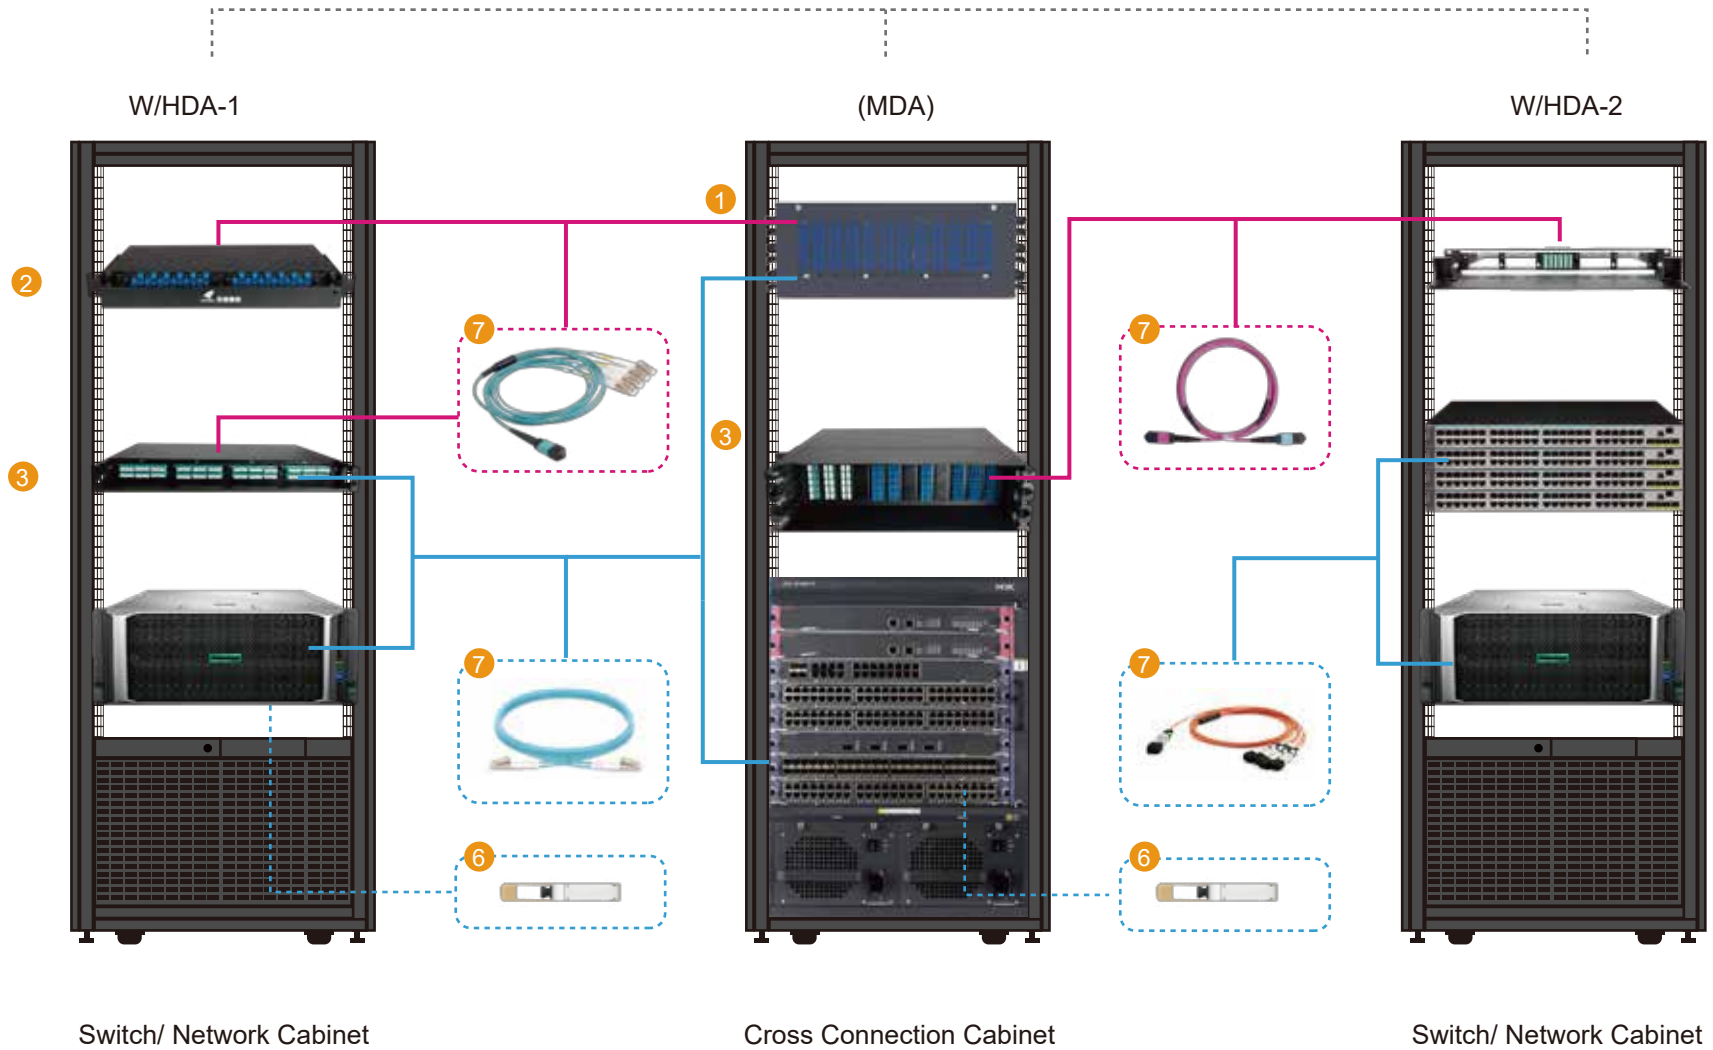 W/HDA-1
(MDA)
W/HDA-2
1
2
7
7
3
3
7
7
6
6
Switch/ Network Cabinet
Cross Connection Cabinet
Switch/ Network Cabinet